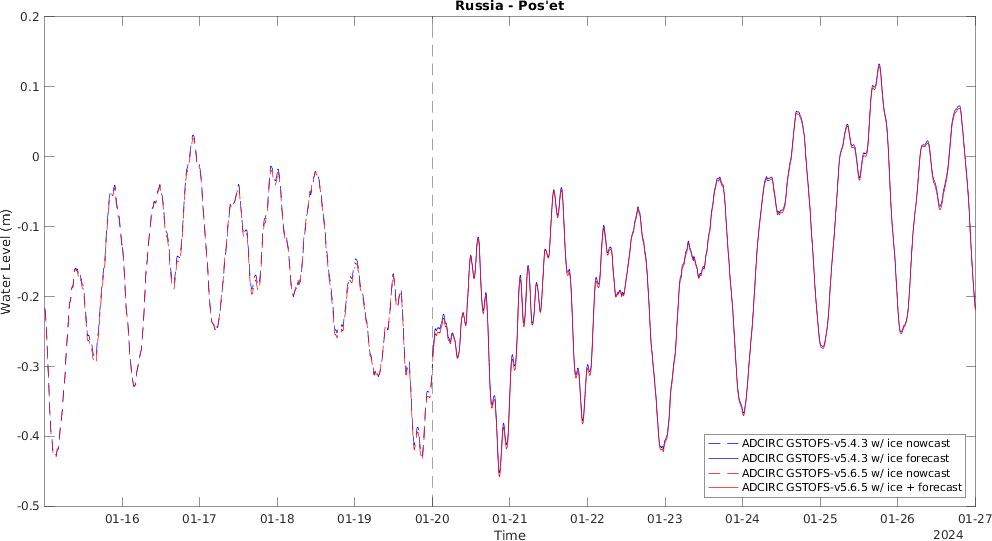 Russia - Pos'et
Water Level (m)
0.2
0.1
0
-0.1
-0.2
-0.3
-0.4
-0.5
ADCIRC GSTOFS-v5.4.3 w/ ice nowcast
ADCIRC GSTOFS-v5.4.3 w/ ice forecast
ADCIRC GSTOFS-v5.6.5 w/ ice nowcast
ADCIRC GSTOFS-v5.6.5 w/ ice + forecast
01-16 01-17 01-18 01-19 01-20 01-21 01-22 01-23 01-24 01-25 01-26 01-27
Time
2024